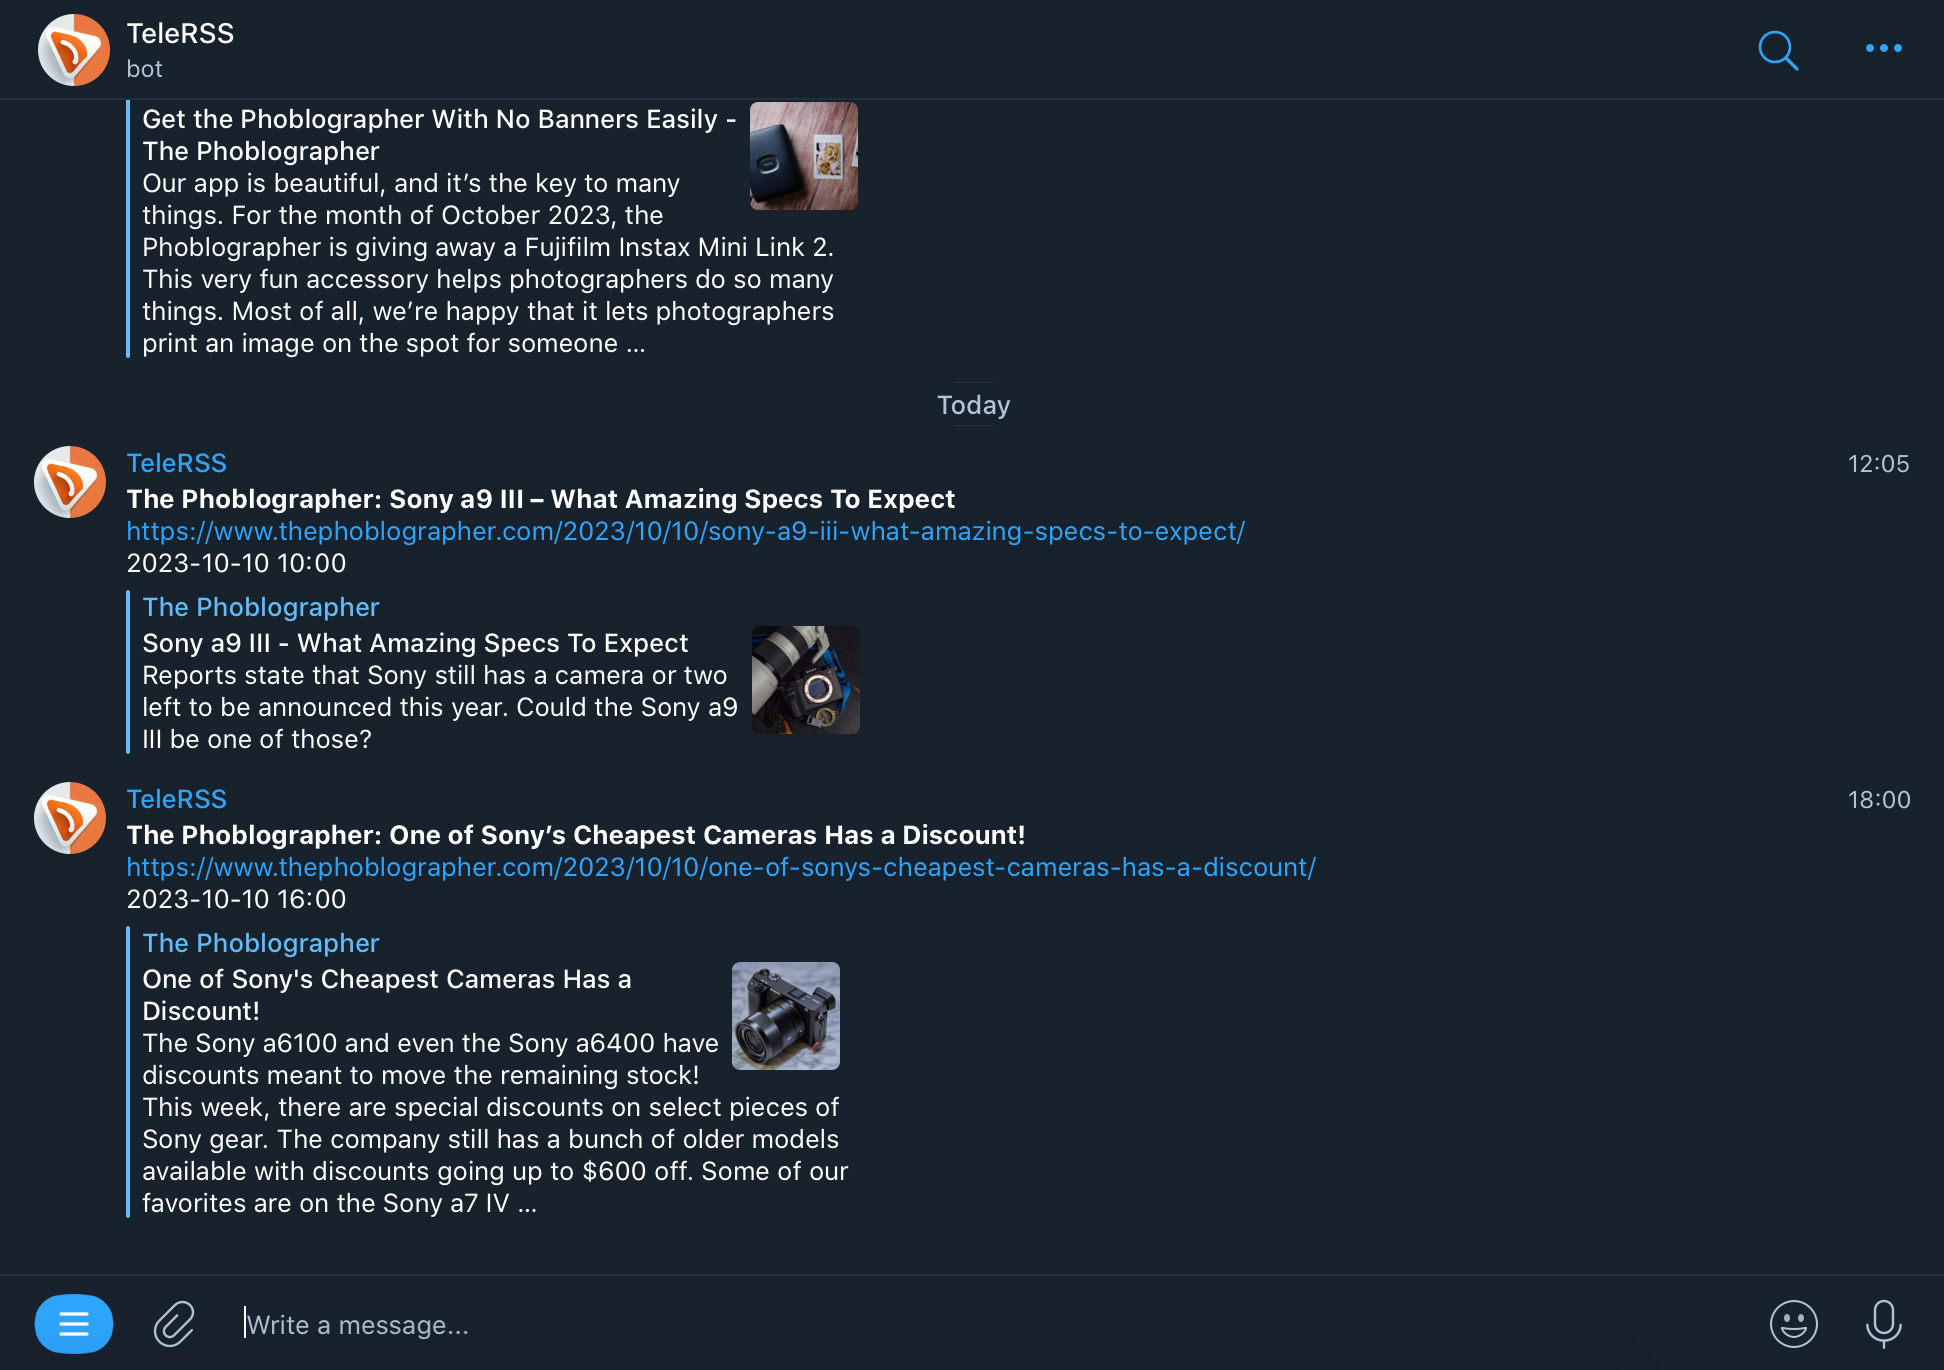 TeleRSS
bot
Get the Phoblographer With No Banners Easily -
The Phoblographer
Our app is beautiful, and it’s the key to many
things. For the month of October 2023, the
Phoblographer is giving away a Fujifilm Instax Mini Link 2.
This very fun accessory helps photographers do so many
things. Most of all, we’re happy that it lets photographers
print an image on the spot for someone ...
Today
TeleRSS 12:05
The Phoblographer: Sony a9 III – What Amazing Specs To Expect
https://www.thephoblographer.com/2023/10/10/sony-a9-iii-what-amazing-specs-to-expect/
2023-10-10 10:00
The Phoblographer
Sony a9 III - What Amazing Specs To Expect
Reports state that Sony still has a camera or two
left to be announced this year. Could the Sony a9
III be one of those?
TeleRSS 18:00
The Phoblographer: One of Sony’s Cheapest Cameras Has a Discount!
https://www.thephoblographer.com/2023/10/10/one-of-sonys-cheapest-cameras-has-a-discount/
2023-10-10 16:00
The Phoblographer
One of Sony's Cheapest Cameras Has a
Discount!
The Sony a6100 and even the Sony a6400 have
discounts meant to move the remaining stock!
This week, there are special discounts on select pieces of
Sony gear. The company still has a bunch of older models
available with discounts going up to $600 off. Some of our
favorites are on the Sony a7 IV ...
Write a message...